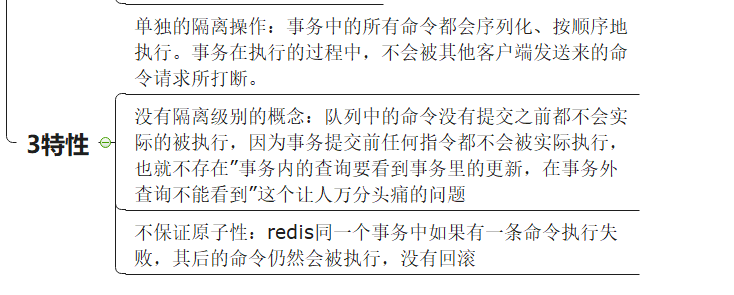 单独的隔离操作：事务中的所有命令都会序列化、按顺序地
执行。事务在执行的过程中，不会被其他客户端发送来的命
令请求所打断。
3特性
没有隔离级别的概念：队列中的命令没有提交之前都不会实
际的被执行，因为事务提交前任何指令都不会被实际执行，
也就不存在”事务内的查询要看到事务里的更新，在事务外
查询不能看到”这个让人万分头痛的问题
不保证原子性：redis同一个事务中如果有一条命令执行失
败，其后的命令仍然会被执行，没有回滚